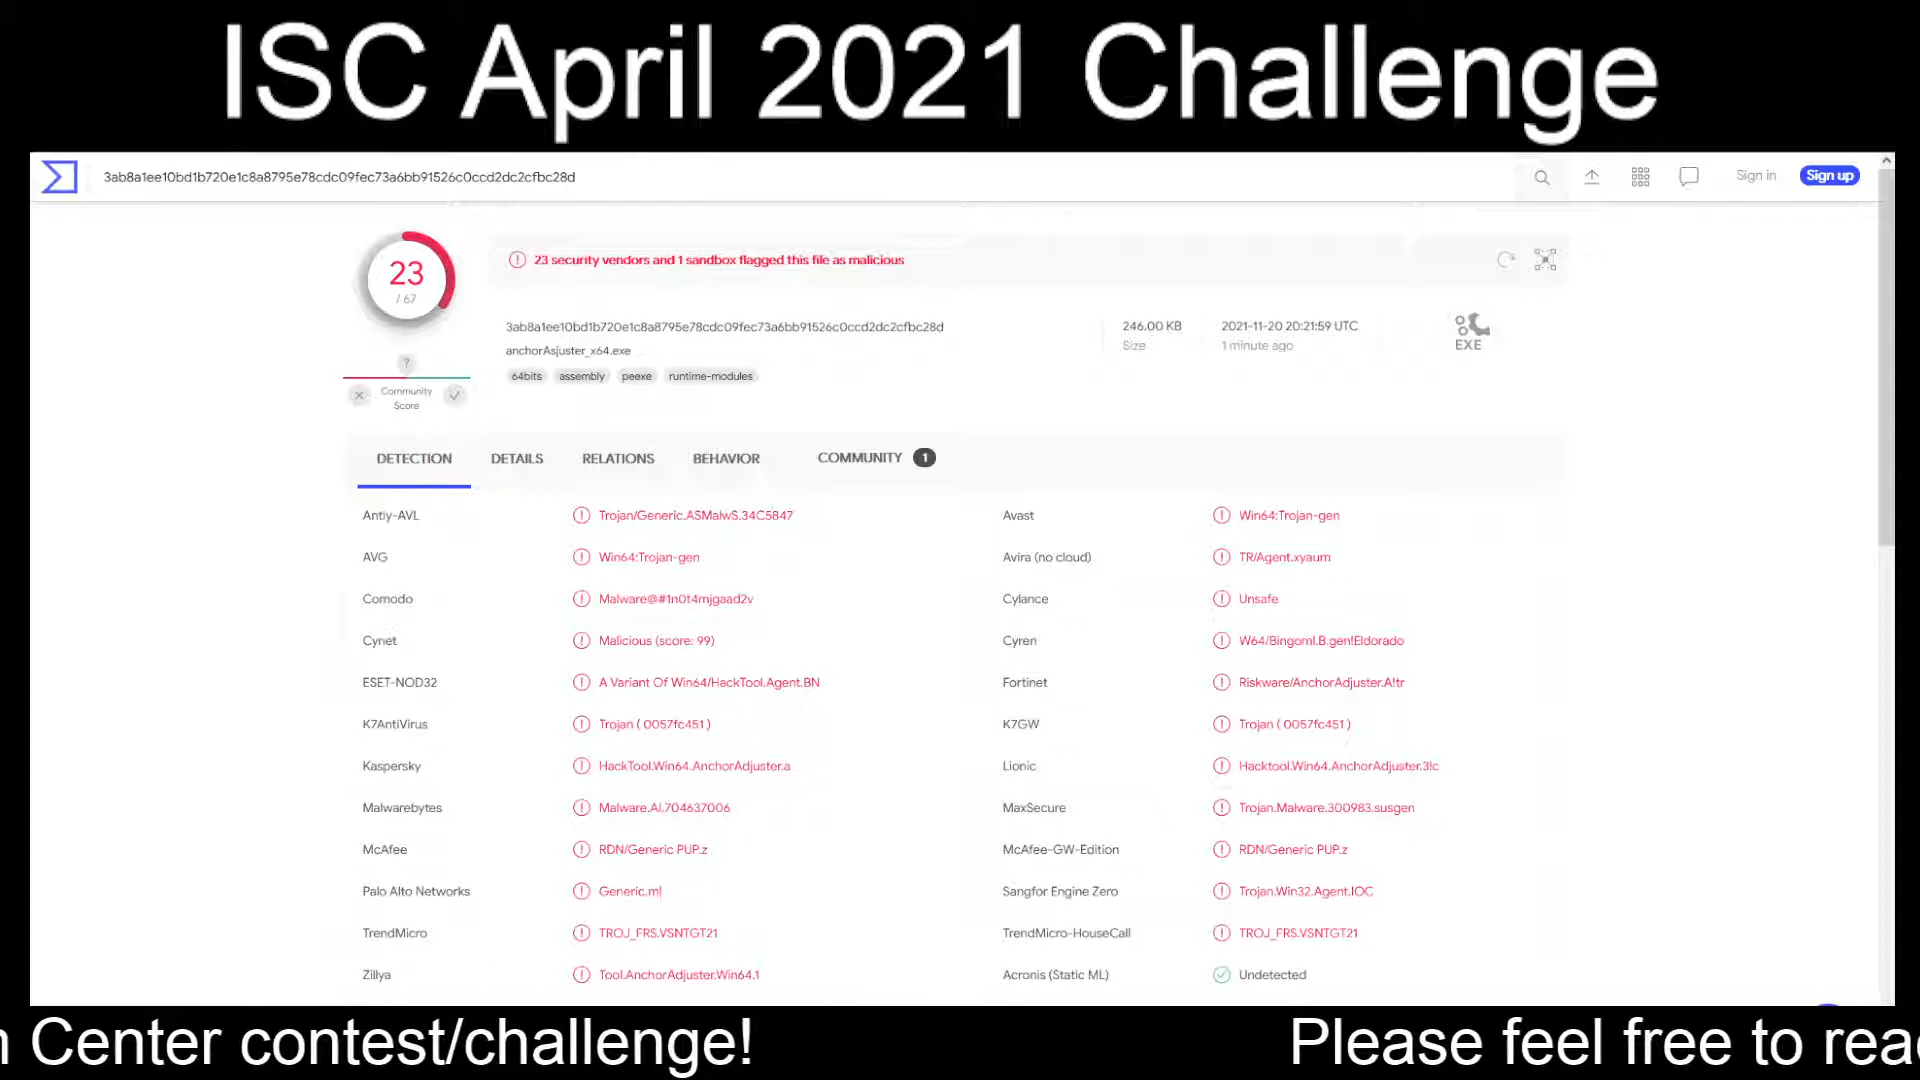 ISC April 2021 Challenge
3ab8a1ee10bd1b720e1c8a8795e78cdc09fec73a6bb91526c0ccd2dc2cfbc28d
Sign in
Sign up
23
/ 67
23 security vendors and 1 sandbox flagged this file as malicious
3ab8a1ee10bd1b720e1c8a8795e78cdc09fec73a6bb91526c0ccd2dc2cfbc28d
anchorAsjuster_x64.exe
64bits assembly peexe runtime-modules
246.00 KB
Size
2021-11-20 20:21:59 UTC
1 minute ago
EXE
?
Community
Score
DETECTION DETAILS RELATIONS BEHAVIOR COMMUNITY 1
Antiy-AVL Trojan/Generic.ASMalwS.34C5847 Avast Win64:Trojan-gen
AVG Win64:Trojan-gen Avira (no cloud) TR/Agent.xyaum
Comodo Malware@#1n0t4mjgaad2v Cylance Unsafe
Cynet Malicious (score: 99) Cyren W64/Bingoml.B.gen!Eldorado
ESET-NOD32 A Variant Of Win64/HackTool.Agent.BN Fortinet Riskware/AnchorAdjuster.A!tr
K7AntiVirus Trojan ( 0057fc451 ) K7GW Trojan ( 0057fc451 )
Kaspersky HackTool.Win64.AnchorAdjuster.a Lionic Hacktool.Win64.AnchorAdjuster.3!c
Malwarebytes Malware.AI.704637006 MaxSecure Trojan.Malware.300983.susgen
McAfee RDN/Generic PUP.z McAfee-GW-Edition RDN/Generic PUP.z
Palo Alto Networks Generic.ml Sangfor Engine Zero Trojan.Win32.Agent.IOC
TrendMicro TROJ_FRS.VSNTGT21 TrendMicro-HouseCall TROJ_FRS.VSNTGT21
Zillya Tool.AnchorAdjuster.Win64.1 Acronis (Static ML) Undetected
n Center contest/challenge! Please feel free to rea